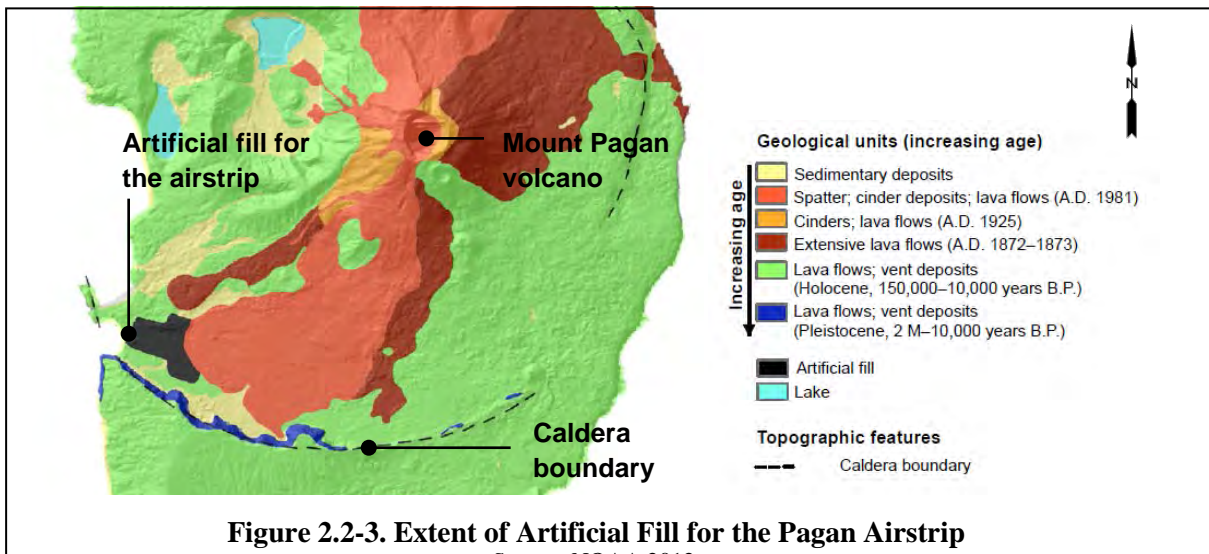 Artificial fill for
the airstrip
Mount Pagan
volcano
Caldera
boundary
N
Geological units (increasing age)
Increasing age
Sedimentary deposits
Spatter; cinder deposits; lava flows (A.D. 1981)
Cinders; lava flows (A.D. 1925)
Extensive lava flows (A.D. 1872–1873)
Lava flows; vent deposits
(Holocene, 150,000–10,000 years B.P.)
Lava flows; vent deposits
(Pleistocene, 2 M–10,000 years B.P.)
Artificial fill
Lake
Topographic features
Caldera boundary
Figure 2.2-3. Extent of Artificial Fill for the Pagan Airstrip